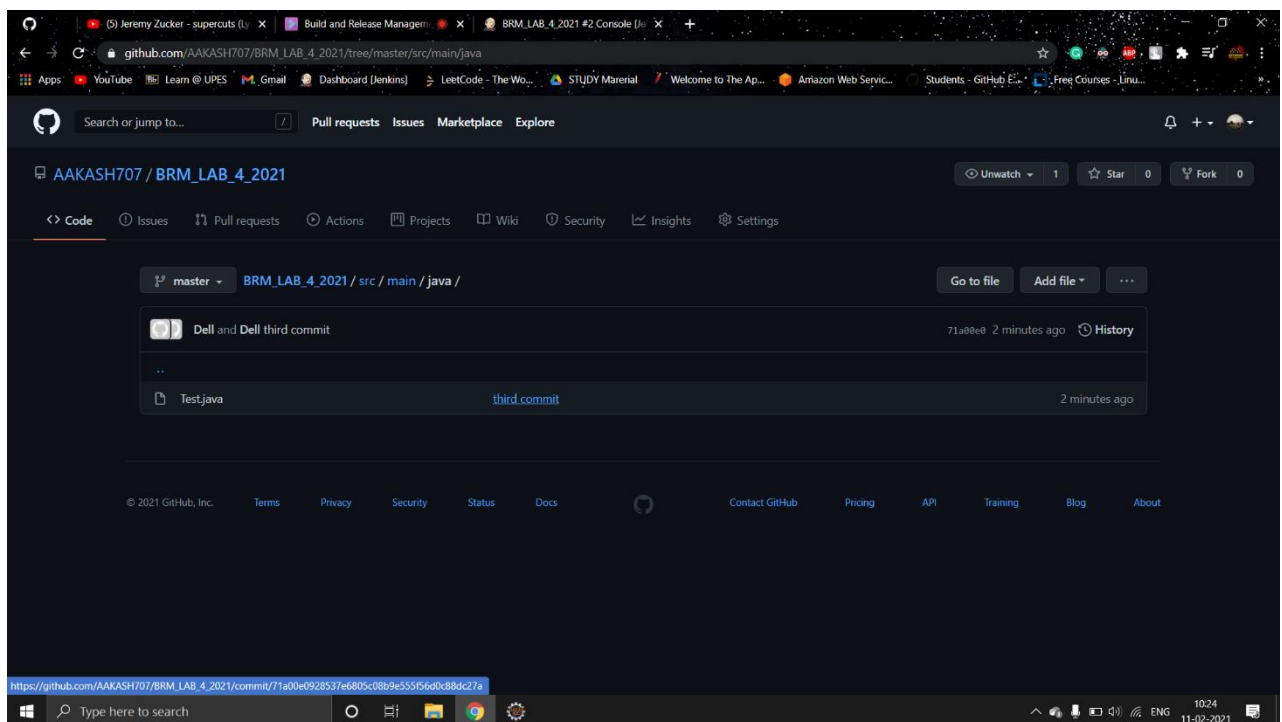 (5) Jeremy Zucker - supercuts (Ly
Build and Release Managem
BRM_LAB_4_2021 #2 Console [Je
github.com/AAKASH707/BRM_LAB_4_2021/tree/master/src/main/java
Apps YouTube Learn @ UPES Gmail Dashboard [Jenkins] LeetCode - The Wo... STUDY Marerial Welcome to The Ap... Amazon Web Servic... Students - GitHub E... Free Courses - Linu...
Search or jump to... / Pull requests Issues Marketplace Explore
AAKASH707 / BRM_LAB_4_2021 Unwatch 1 Star 0 Fork 0
Code Issues Pull requests Actions Projects Wiki Security Insights Settings
master BRM_LAB_4_2021 / src / main / java / Go to file Add file ...
Dell and Dell third commit 71a00e0 2 minutes ago History
..
Test.java third commit 2 minutes ago
© 2021 GitHub, Inc. Terms Privacy Security Status Docs Contact GitHub Pricing API Training Blog About
https://github.com/AAKASH707/BRM_LAB_4_2021/commit/71a00e0928537e6805c08b9e555f56d0c88dc27a
Type here to search ENG 10:24
11-02-2021